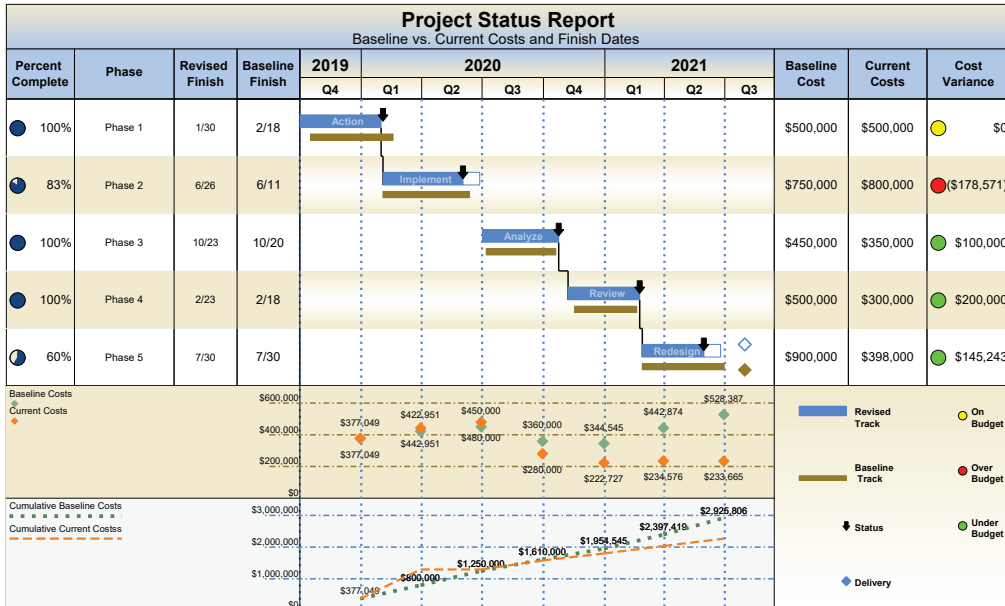 Project Status Report
Baseline vs. Current Costs and Finish Dates
Percent Complete
Phase
Revised Finish
Baseline Finish
2019
2020
2021
Baseline Cost
Current Costs
Cost Variance
Q4
Q1
Q2
Q3
Q4
Q1
Q2
Q3
100% Phase 1 1/30 2/18 Action $500,000 $500,000 $0
83% Phase 2 6/26 6/11 Implement $750,000 $800,000 ($178,571)
100% Phase 3 10/23 10/20 Analyze $450,000 $350,000 $100,000
100% Phase 4 2/23 2/18 Review $500,000 $300,000 $200,000
60% Phase 5 7/30 7/30 Redesign $900,000 $398,000 $145,243
Baseline Costs
Current Costs
$600,000
$400,000
$200,000
$0
$377,049
$422,951
$450,000
$360,000
$344,545
$442,874
$528,387
$377,049
$442,951
$480,000
$280,000
$222,727
$234,576
$233,665
Revised Track
On Budget
Baseline Track
Over Budget
Status
Under Budget
Delivery
Cumulative Baseline Costs
Cumulative Current Costss
$3,000,000
$2,000,000
$1,000,000
$0
$377,049
$800,000
$1,250,000
$1,610,000
$1,954,545
$2,397,419
$2,925,806